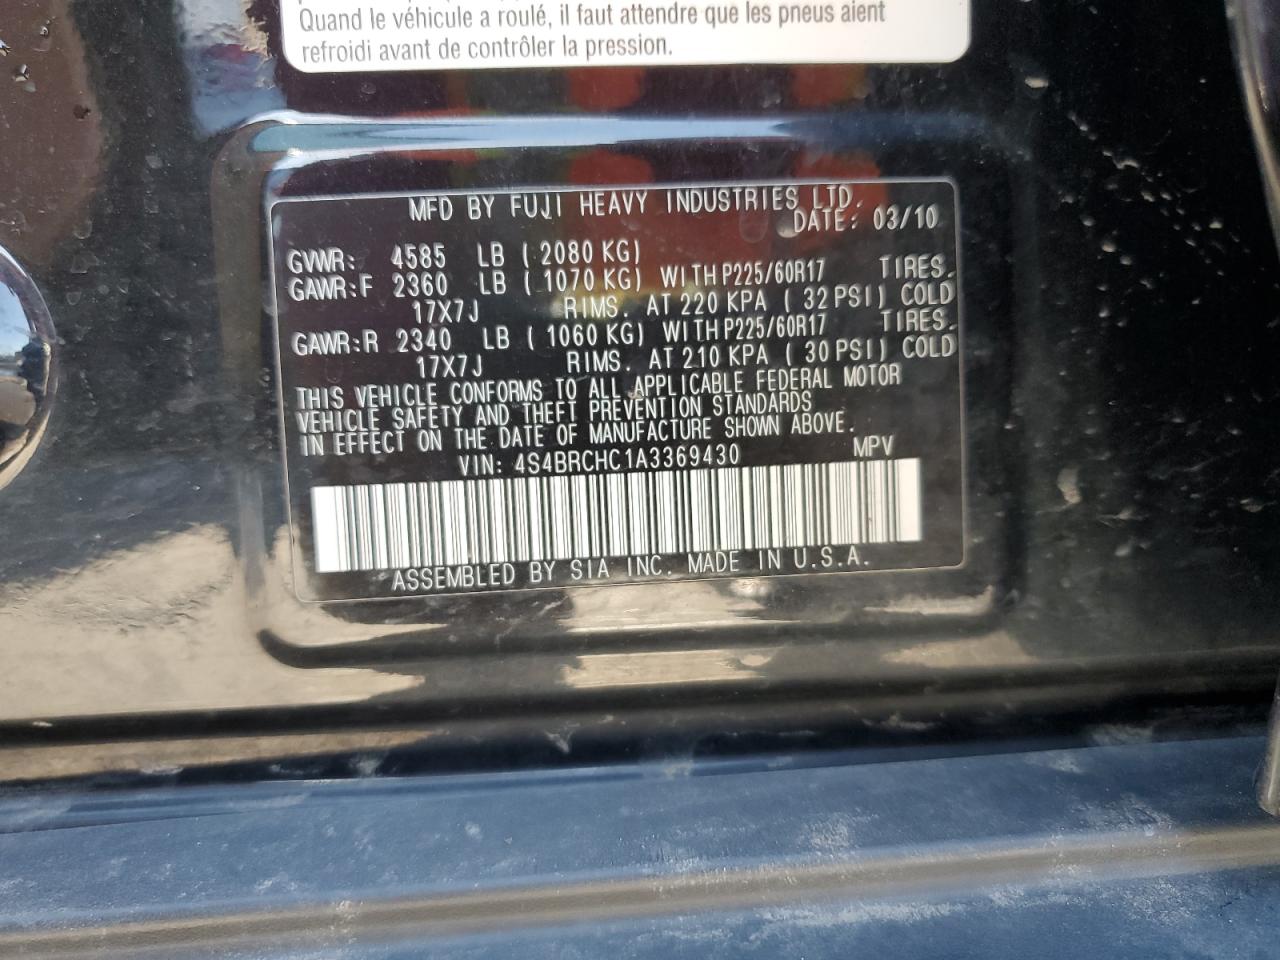 Quand le véhicule a roulé, il faut attendre que les pneus aient
refroidi avant de contrôler la pression.
MFD BY FUJI HEAVY INDUSTRIES LTD.
DATE: 03/10
GVWR: 4585 LB (2080 KG)
GAWR:F 2360 LB (1070 KG) WITH P225/60R17 TIRES.
17X7J RIMS. AT 220 KPA (32 PSI) COLD
GAWR:R 2340 LB (1060 KG) WITH P225/60R17 TIRES.
17X7J RIMS. AT 210 KPA (30 PSI) COLD
THIS VEHICLE CONFORMS TO ALL APPLICABLE FEDERAL MOTOR
VEHICLE SAFETY AND THEFT PREVENTION STANDARDS
IN EFFECT ON THE DATE OF MANUFACTURE SHOWN ABOVE.
VIN: 4S4BRCHC1A3369430 MPV
ASSEMBLED BY SIA INC. MADE IN U.S.A.